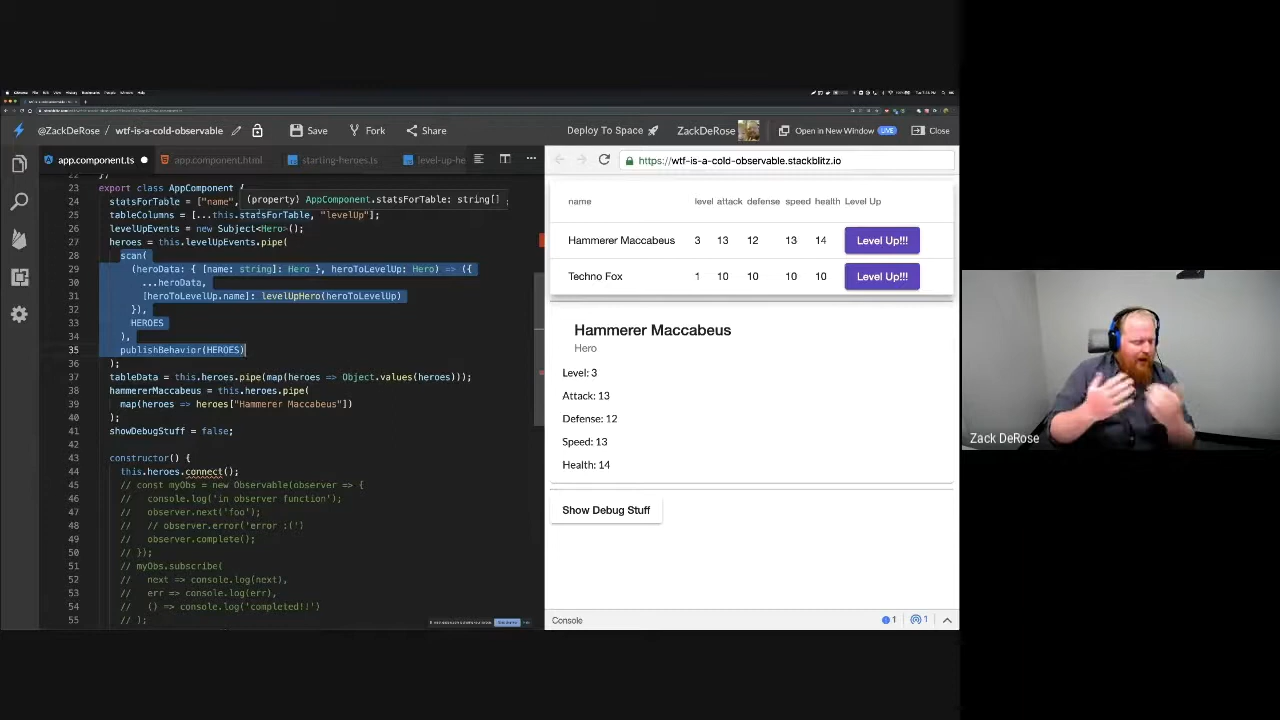 @ZackDeRose / wtf-is-a-cold-observable
Save
Fork
Share
Deploy To Space
ZackDeRose
Open in New Window LIVE
Close
app.component.ts
app.component.html
starting-heroes.ts
level-up-he
https://wtf-is-a-cold-observable.stackblitz.io
22 };
23 export class AppComponent {
(property) AppComponent.statsForTable: string[]
24 statsForTable = ["name",
25 tableColumns = [...this.statsForTable, "levelUp"];
26 levelUpEvents = new Subject<Hero>();
27 heroes = this.levelUpEvents.pipe(
28 scan(
29 (heroData: { [name: string]: Hero }, heroToLevelUp: Hero) => ({
30 ...heroData,
31 [heroToLevelUp.name]: levelUpHero(heroToLevelUp)
32 }),
33 HEROES
34 ),
35 publishBehavior(HEROES)
36 );
37 tableData = this.heroes.pipe(map(heroes => Object.values(heroes)));
38 hammererMaccabeus = this.heroes.pipe(
39 map(heroes => heroes["Hammerer Maccabeus"])
40 );
41 showDebugStuff = false;
42
43 constructor() {
44 this.heroes.connect();
45 // const myObs = new Observable(observer => {
46 // console.log('in observer function');
47 // observer.next('foo');
48 // // observer.error('error :(')
49 // observer.complete();
50 // });
51 // myObs.subscribe(
52 // next => console.log(next),
53 // err => console.log(err),
54 // () => console.log('completed!!')
55 // );
name level attack defense speed health Level Up
Hammerer Maccabeus 3 13 12 13 14 Level Up!!!
Techno Fox 1 10 10 10 10 Level Up!!!
Hammerer Maccabeus
Hero
Level: 3
Attack: 13
Defense: 12
Speed: 13
Health: 14
Show Debug Stuff
Console
1
1
Zack DeRose